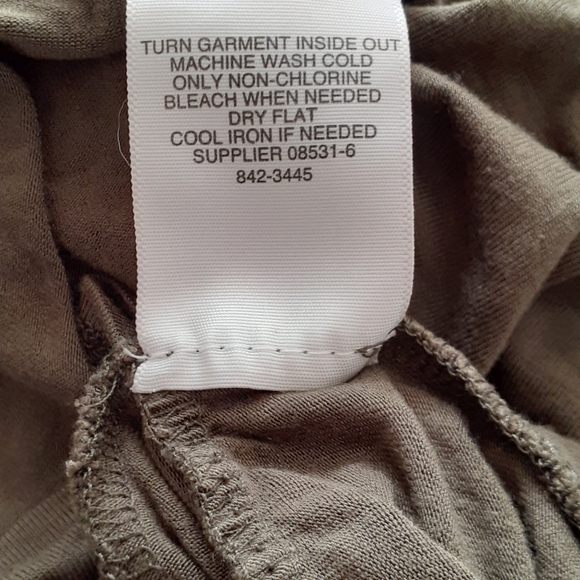 TURN GARMENT INSIDE OUT
MACHINE WASH COLD
ONLY NON-CHLORINE
BLEACH WHEN NEEDED
DRY FLAT
COOL IRON IF NEEDED
SUPPLIER 08531-6
842-3445